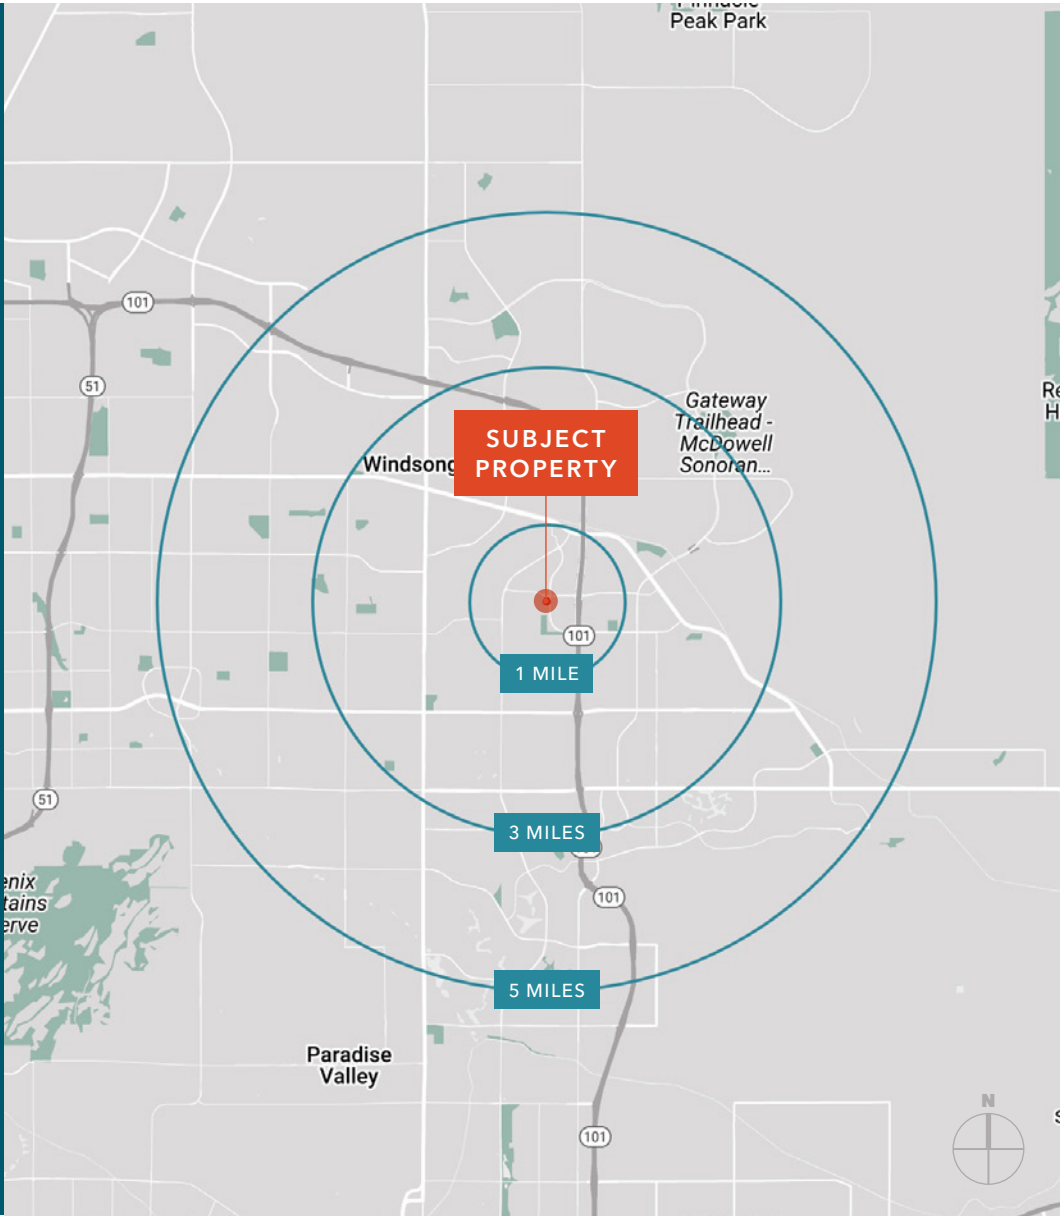 Pinnacle
Peak Park
101
51
Gateway
Trailhead -
McDowell
Sonoran...
SUBJECT
PROPERTY
Windsong
101
1 MILE
51
3 MILES
101
5 MILES
Paradise
Valley
N
101